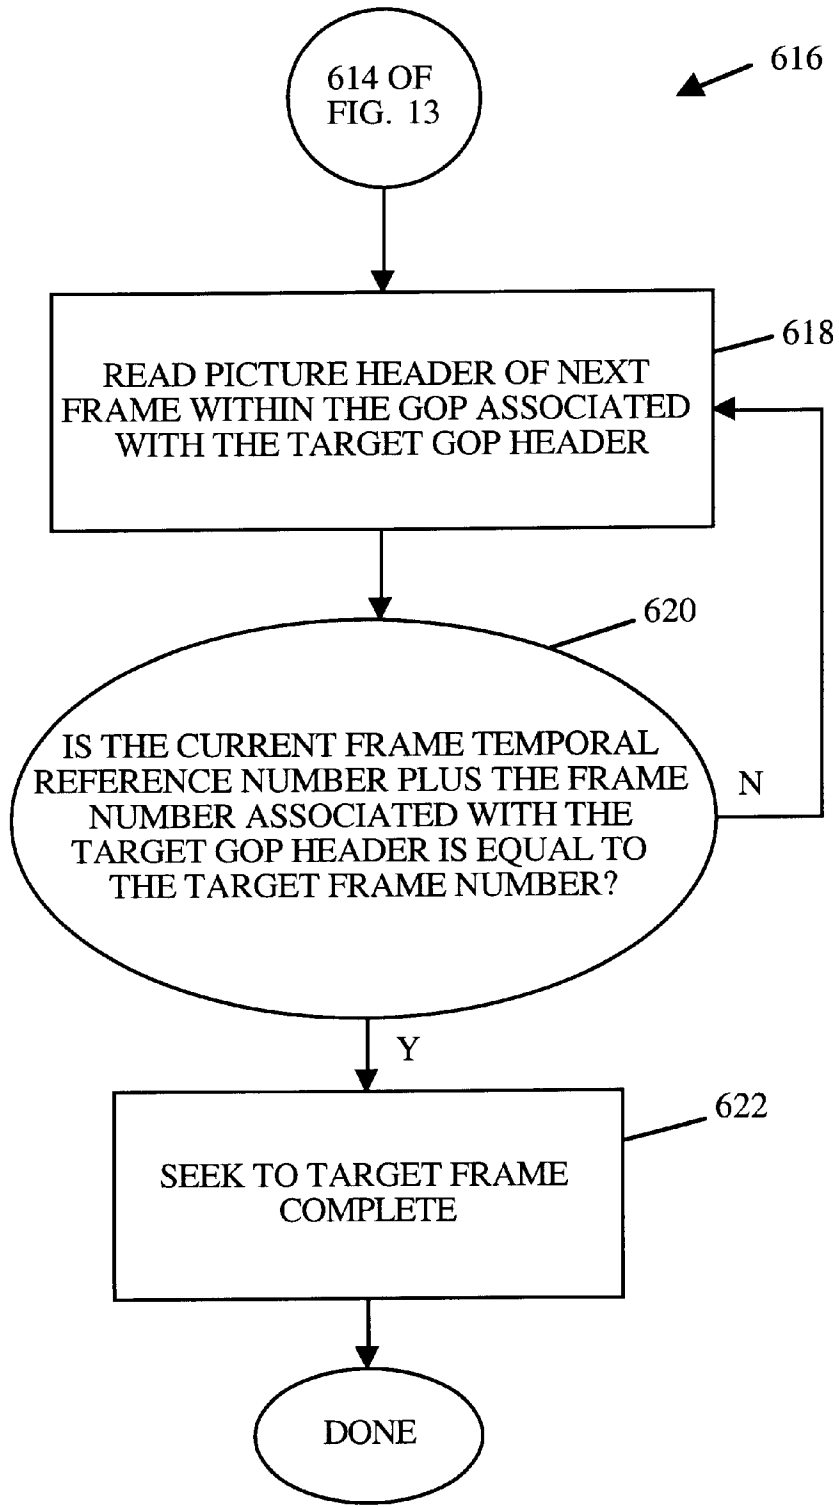 614 OF
FIG. 13
616
618
READ PICTURE HEADER OF NEXT
FRAME WITHIN THE GOP ASSOCIATED
WITH THE TARGET GOP HEADER
620
IS THE CURRENT FRAME TEMPORAL
REFERENCE NUMBER PLUS THE FRAME
NUMBER ASSOCIATED WITH THE
TARGET GOP HEADER IS EQUAL TO
THE TARGET FRAME NUMBER?
N
Y
622
SEEK TO TARGET FRAME
COMPLETE
DONE